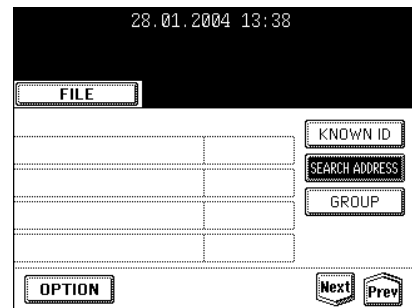 28.01.2004 13:38
FILE
KNOWN ID
SEARCH ADDRESS
GROUP
OPTION
Next
Prev